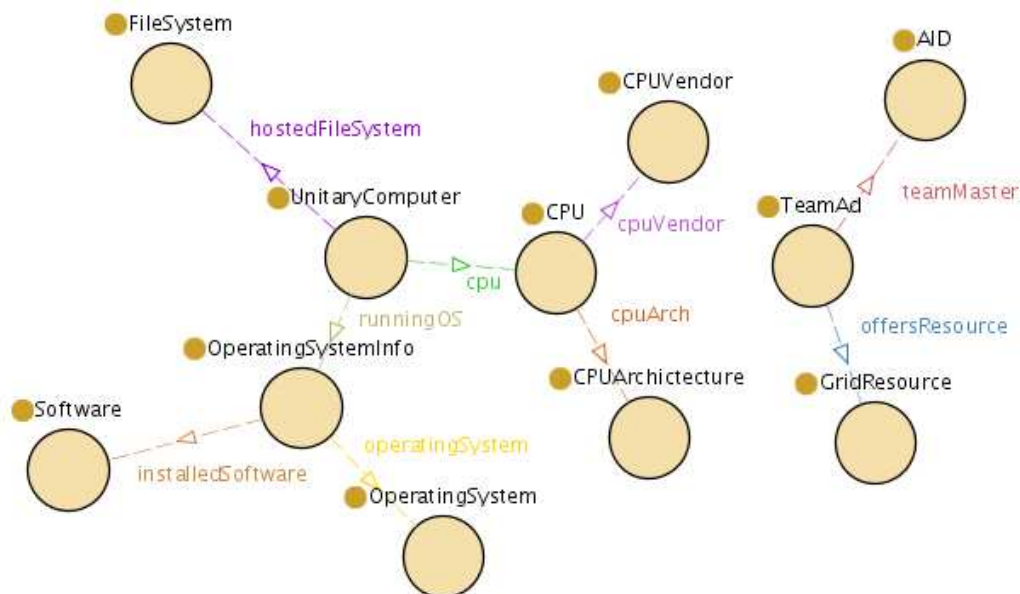 FileSystem
AID
CPUVendor
hostedFileSystem
UnitaryComputer
CPU
TeamAd
teamMaster
cpuVendor
cpu
runningOS
cpuArch
offersResource
OperatingSystemInfo
CPUArchictecture
GridResource
Software
operatingSystem
installedSoftware
OperatingSystem